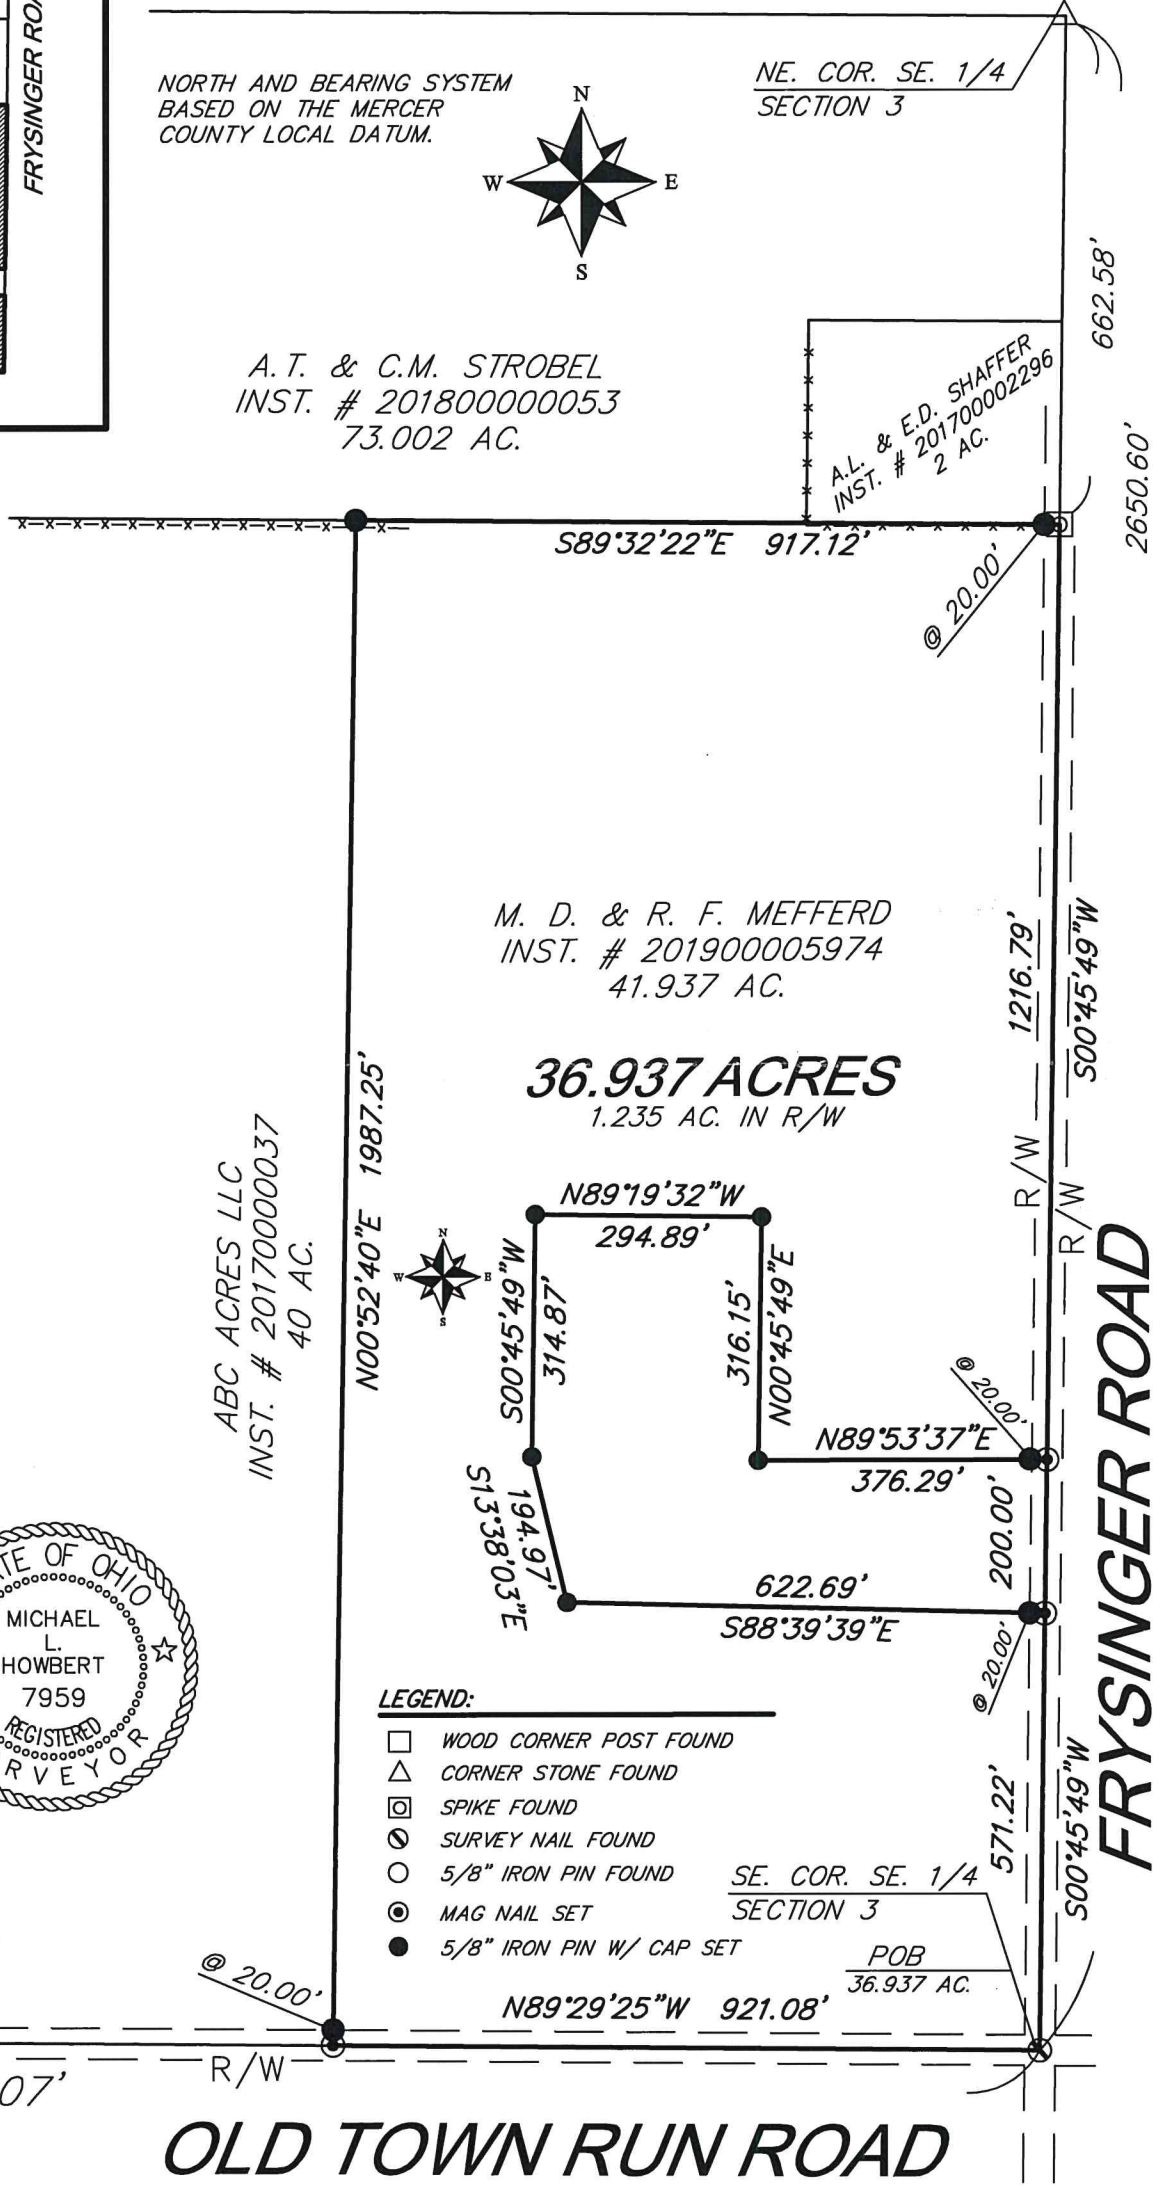 FRYSINGER RO
NORTH AND BEARING SYSTEM
BASED ON THE MERCER
COUNTY LOCAL DATUM.
N
W
E
S
NE. COR. SE. 1/4
SECTION 3
662.58'
2650.60'
A.T. & C.M. STROBEL
INST. # 201800000053
73.002 AC.
A.L. & E.D. SHAFFER
INST. # 201700002296
2 AC.
S89°32'22"E 917.12'
@ 20.00'
M. D. & R. F. MEFFERD
INST. # 201900005974
41.937 AC.
36.937 ACRES
1.235 AC. IN R/W
1216.79'
S00°45'49"W
R/W
R/W
ABC ACRES LLC
INST. # 201700000037
40 AC.
N00°52'40"E 1987.25'
N
W
E
S
N89°19'32"W
294.89'
S00°45'49"W
314.87'
316.15'
N00°45'49"E
@ 20.00'
N89°53'37"E
376.29'
200.00'
S13°38'03"E
194.97'
622.69'
S88°39'39"E
@ 20.00'
FRYSINGER ROAD
TE OF OHIO
MICHAEL
L.
HOWBERT
7959
REGISTERED
RVEYOR
LEGEND:
WOOD CORNER POST FOUND
CORNER STONE FOUND
SPIKE FOUND
SURVEY NAIL FOUND
5/8" IRON PIN FOUND
MAG NAIL SET
5/8" IRON PIN W/ CAP SET
571.22'
S00°45'49"W
SE. COR. SE. 1/4
SECTION 3
POB
36.937 AC.
@ 20.00'
N89°29'25"W 921.08'
R/W
07'
OLD TOWN RUN ROAD